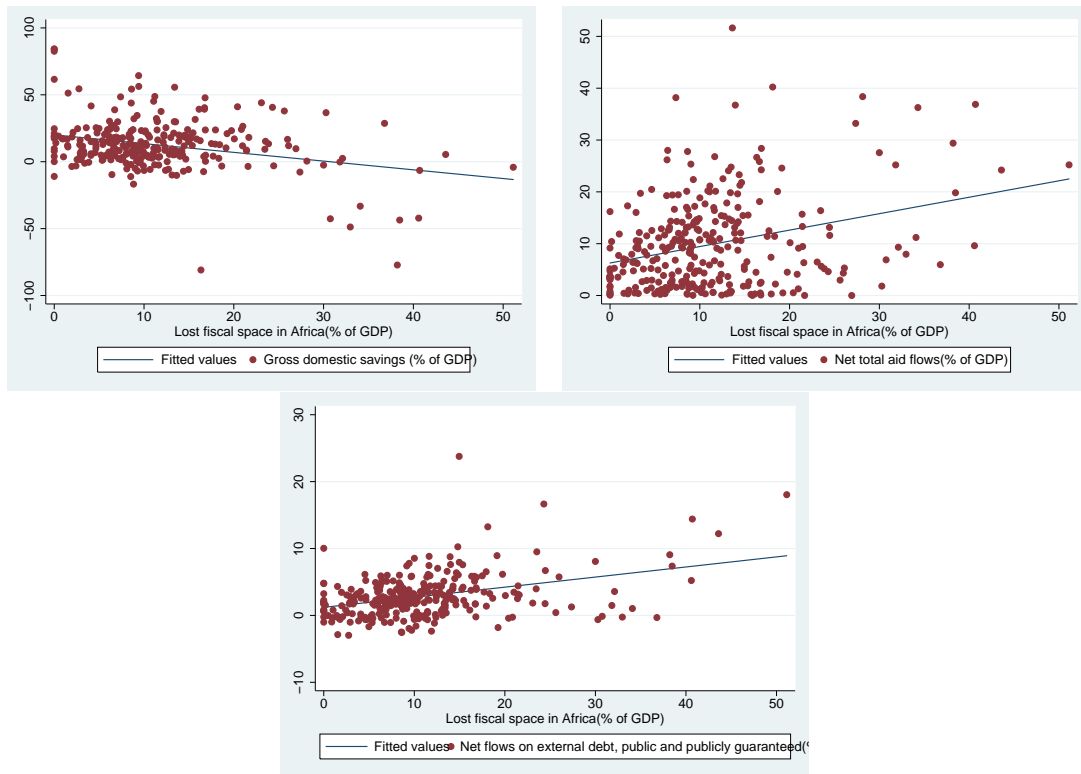 100
50
0
−50
−100
0 10 20 30 40 50
Lost fiscal space in Africa(% of GDP)
Fitted values Gross domestic savings (% of GDP)
50
40
30
20
10
0
0 10 20 30 40 50
Lost fiscal space in Africa(% of GDP)
Fitted values Net total aid flows(% of GDP)
30
20
10
0
−10
0 10 20 30 40 50
Lost fiscal space in Africa(% of GDP)
Fitted values Net flows on external debt, public and publicly guaranteed(%